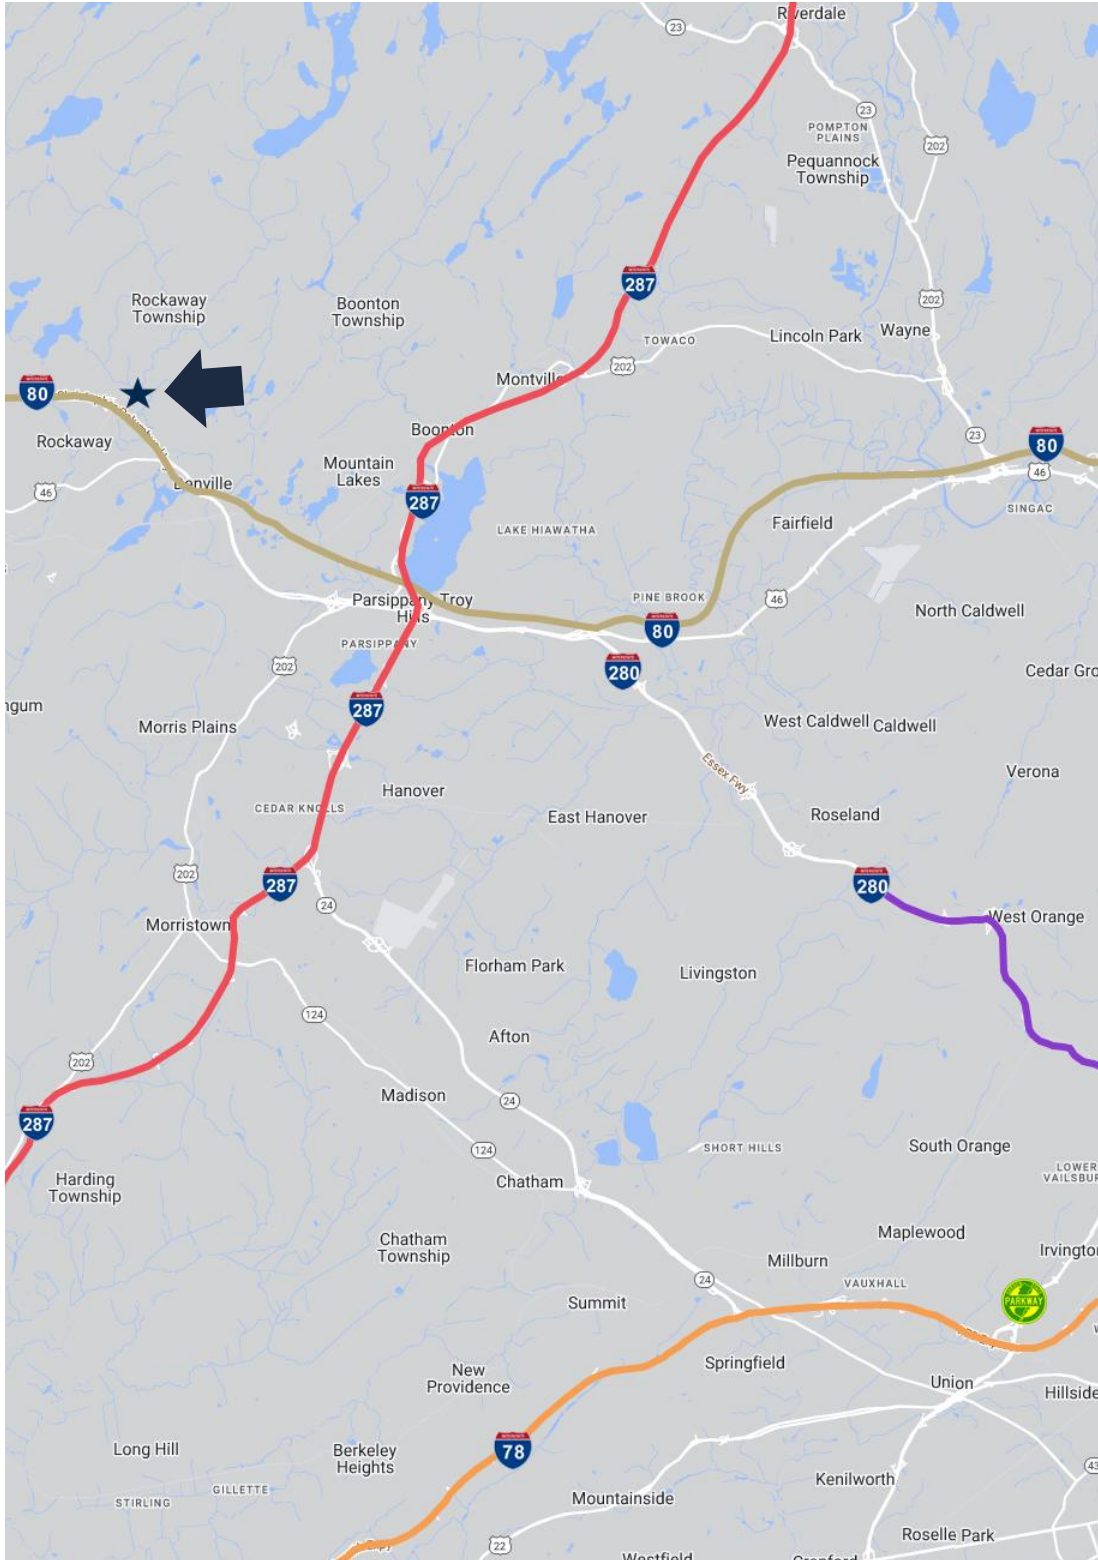 Riverdale
23
23
POMPTON
PLAINS
202
Pequannock
Township
287
Rockaway
Township
Boonton
Township
202
TOWACO
Lincoln Park
Wayne
202
Montville
80
Rockaway
Boonton
23
80
Mountain
Lakes
46
46
Denville
287
SINGAC
LAKE HIAWATHA
Fairfield
Parsippany-Troy
Hills
PINE BROOK
46
North Caldwell
80
PARSIPPANY
202
280
Cedar Gro
ngum
287
Morris Plains
West Caldwell
Caldwell
Essex Fwy
Verona
Hanover
CEDAR KNOLLS
East Hanover
Roseland
202
287
280
24
Morristown
West Orange
Florham Park
Livingston
124
Afton
202
Madison
24
287
124
SHORT HILLS
South Orange
Harding
Township
Chatham
LOWER
VAILSBUR
Chatham
Township
Maplewood
Millburn
Irvington
24
VAUXHALL
PARKWAY
Summit
New
Providence
Springfield
Union
Hillside
Long Hill
Berkeley
Heights
78
43
GILLETTE
Kenilworth
STIRLING
Mountainside
22
Roselle Park
Westfield
Cranford